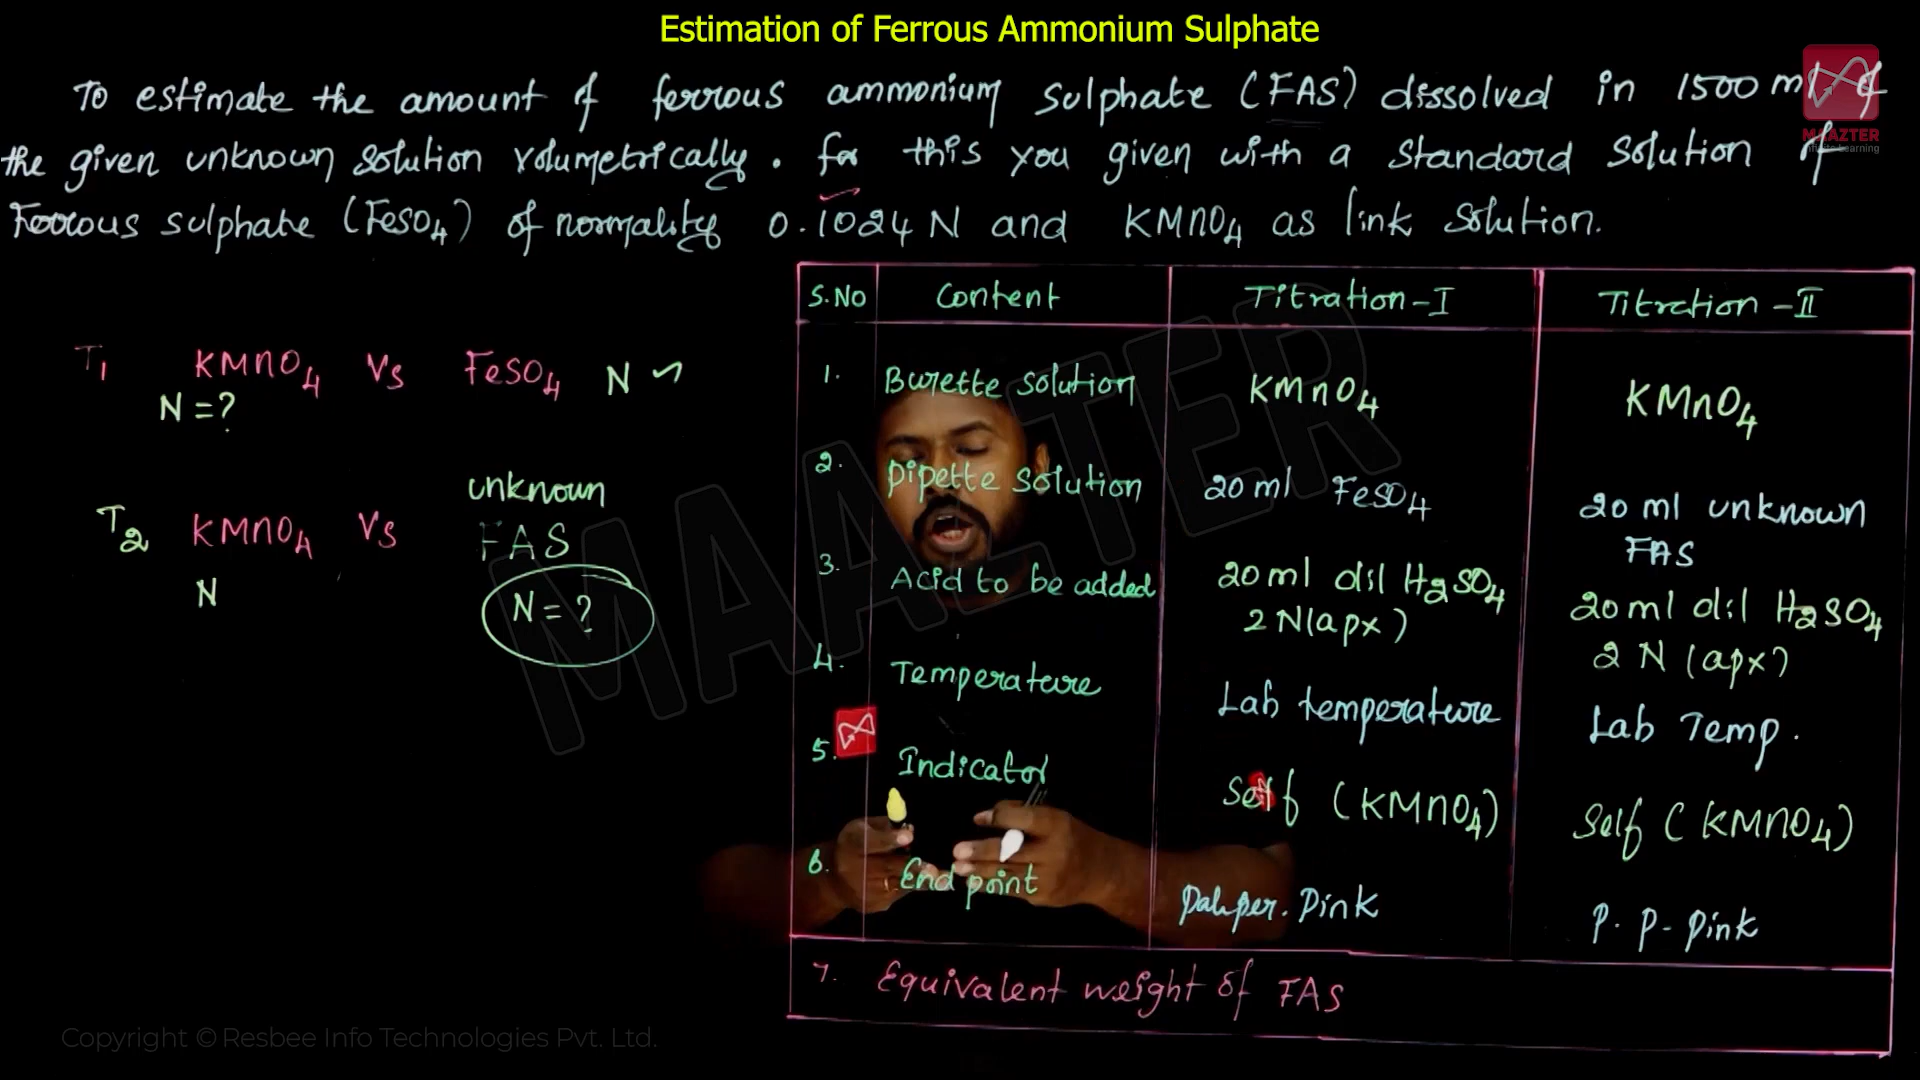 Estimation of Ferrous Ammonium Sulphate
To estimate the amount of ferrous ammonium sulphate (FAS) dissolved in 1500 ml of
the given unknown solution volumetrically. for this you given with a standard solution of
Ferrous sulphate (FeSO4) of normality 0.1024 N and KMnO4 as link solution.
MAAZTER
Infinite Learning
T1 KMnO4 Vs FeSO4 N
N = ?
unknown
T2 KMnO4 Vs FAS
N N = ?
S.No Content Titration-I Titration -II
1. Burette solution KMnO4 KMnO4
2. Pipette solution 20 ml FeSO4 20 ml unknown
FAS
3. Acid to be added 20 ml dil H2SO4 20 ml dil H2SO4
2 N (apx) 2 N (apx)
4. Temperature Lab temperature Lab Temp.
5. Indicator Self (KMnO4) Self (KMnO4)
6. End point Pale per. Pink P. P- Pink
7. Equivalent weight of FAS
MAAZTER
Copyright © Resbee Info Technologies Pvt. Ltd.